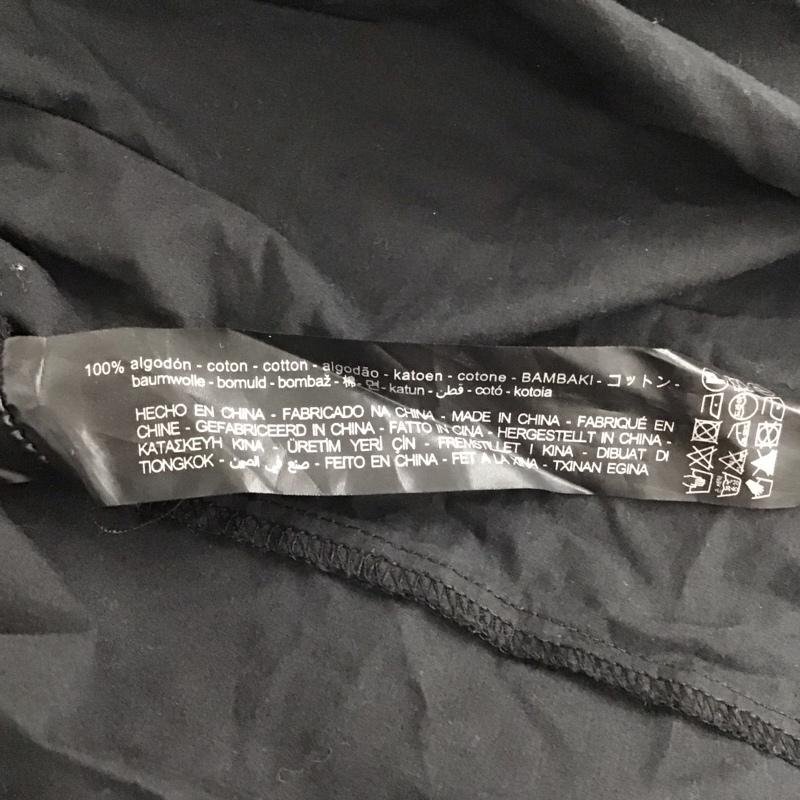 100% algodón - coton - cotton - algodão - katoen - cotone - BAMBAKI - コットン -
baumwolle - bomuld - bombaž - 棉 - 면 - katun - قطن - cotó - kotoia
HECHO EN CHINA - FABRICADO NA CHINA - MADE IN CHINA - FABRIQUÉ EN
CHINE - GEFABRICEERD IN CHINA - FATTO IN CINA - HERGESTELLT IN CHINA -
ΚΑΤΑΣΚΕΥΗ ΚΙΝΑ - ÜRETİM YERİ ÇİN - FREMSTILLET I KINA - DIBUAT DI
TIONGKOK - صنع في الصين - FEITO EN CHINA - FET A LA XINA - TXINAN EGINA